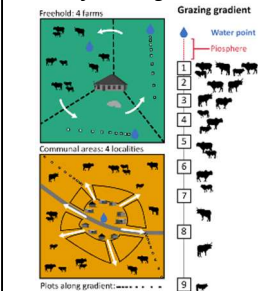 Freehold: 4 farms
Communal areas: 4 localities
Plots along gradient:
Grazing gradient
Water point
Piosphere
1
2
3
4
5
6
7
8
9